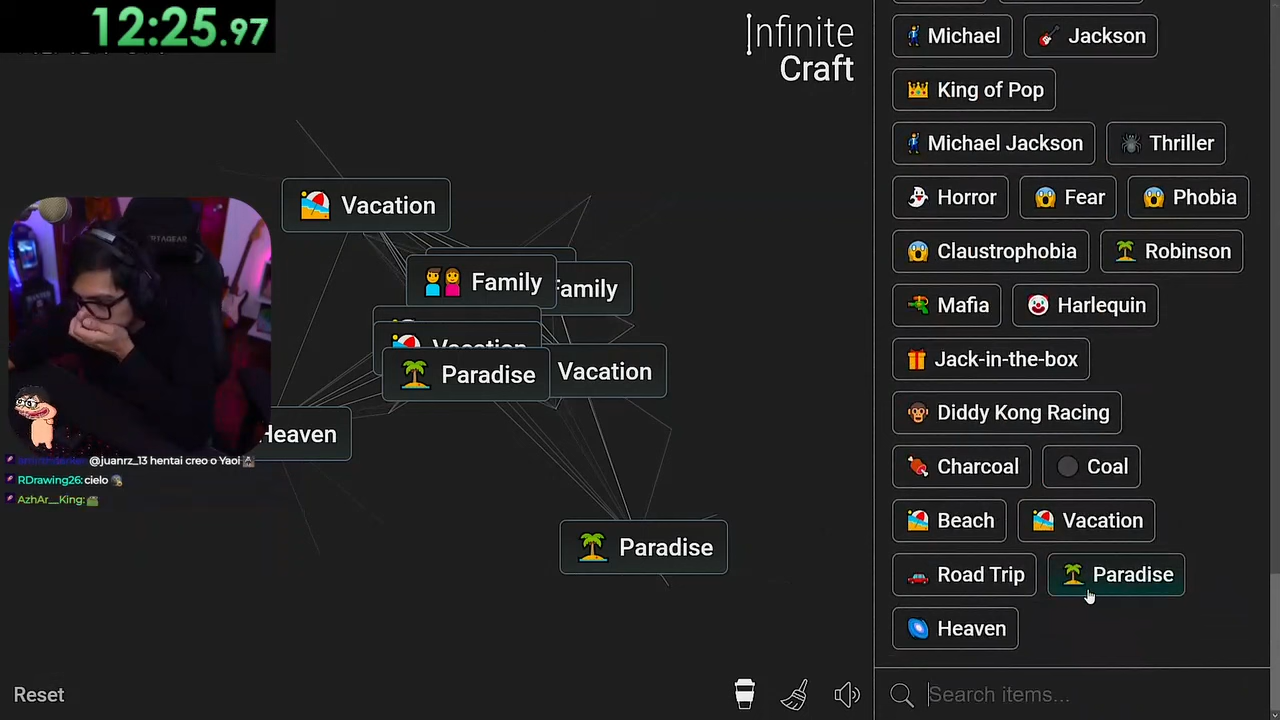 12:25.97
Infinite
Craft
Vacation
Family
Family
Vacation
Paradise
Vacation
Heaven
Paradise
@juanrz_13 hentai creo o Yaoi
RDrawing26: cielo
AzhAr__King:
Reset
Michael
Jackson
King of Pop
Michael Jackson
Thriller
Horror
Fear
Phobia
Claustrophobia
Robinson
Mafia
Harlequin
Jack-in-the-box
Diddy Kong Racing
Charcoal
Coal
Beach
Vacation
Road Trip
Paradise
Heaven
Search items...